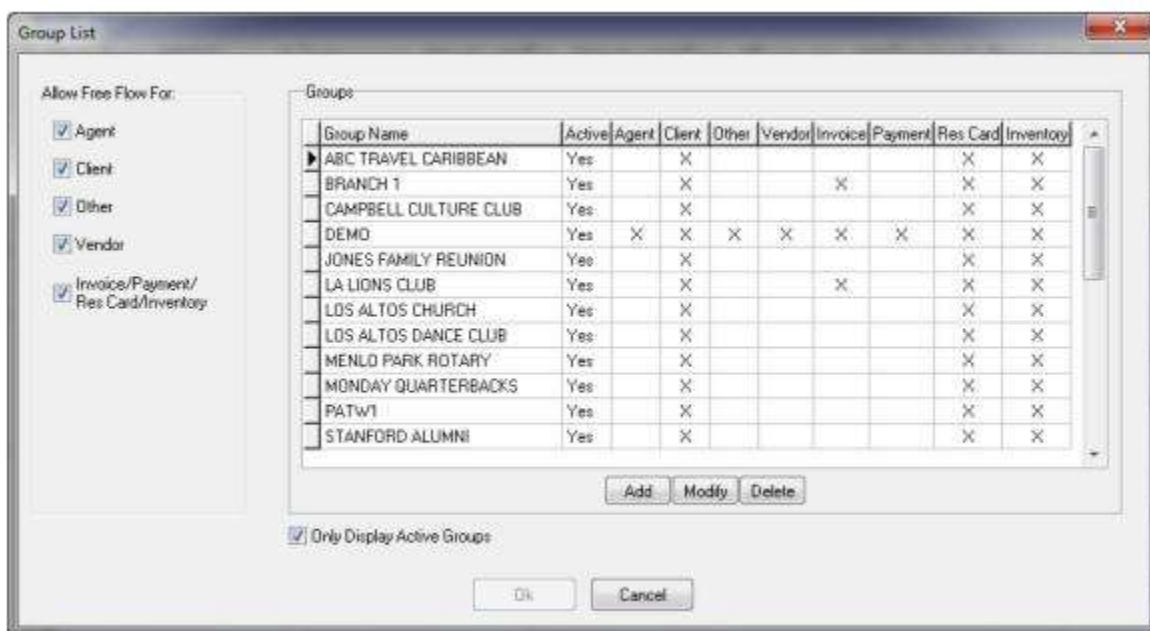 Group List
Allow Free Flow For:
Agent
Client
Other
Vendor
Invoice/Payment/
Res Card/Inventory
Groups
Group Name Active Agent Client Other Vendor Invoice Payment Res Card Inventory
ABC TRAVEL CARIBBEAN Yes X X X
BRANCH 1 Yes X X X X
CAMPBELL CULTURE CLUB Yes X X X
DEMO Yes X X X X X X X X
JONES FAMILY REUNION Yes X X X
LA LIONS CLUB Yes X X X X
LOS ALTOS CHURCH Yes X X X
LOS ALTOS DANCE CLUB Yes X X X
MENLO PARK ROTARY Yes X X X
MONDAY QUARTERBACKS Yes X X X
PATW1 Yes X X X
STANFORD ALUMNI Yes X X X
Add Modify Delete
Only Display Active Groups
Ok Cancel